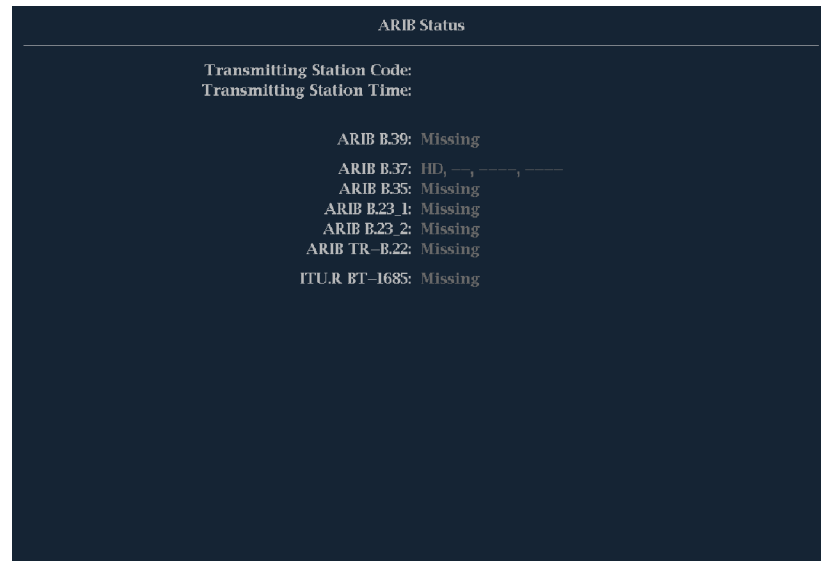 ARIB Status
Transmitting Station Code:
Transmitting Station Time:
ARIB B.39: Missing
ARIB B.37: HD, ––, ––––, ––––
ARIB B.35: Missing
ARIB B.23_1: Missing
ARIB B.23_2: Missing
ARIB TR–B.22: Missing
ITU.R BT–1685: Missing